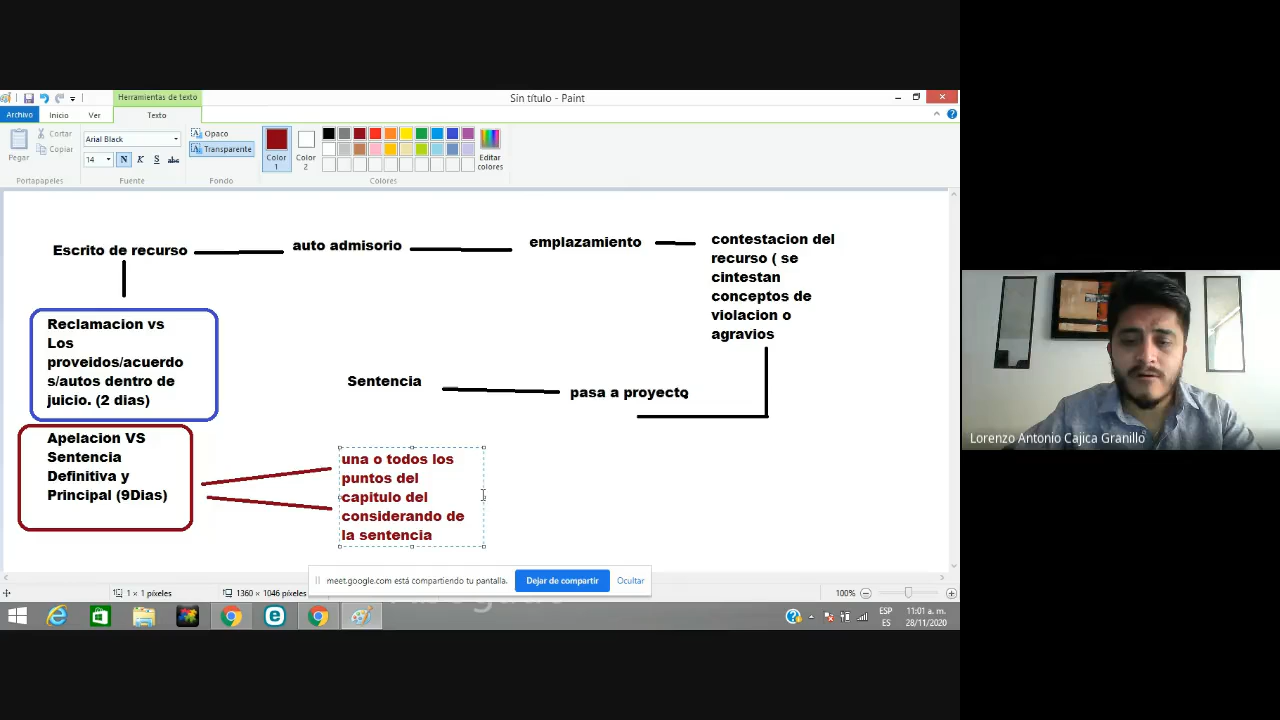 Herramientas de texto
Sin título - Paint
Archivo
Inicio
Ver
Texto
Pegar
Cortar
Copiar
Portapapeles
Arial Black
14
N
K
S
abc
Fuente
Opaco
Transparente
Fondo
Color
1
Color
2
Editar
colores
Colores
Escrito de recurso
auto admisorio
emplazamiento
contestacion del
recurso ( se
cintestan
conceptos de
violacion o
agravios
Reclamacion vs
Los
proveidos/acuerdo
s/autos dentro de
juicio. (2 dias)
Sentencia
pasa a proyecto
Apelacion VS
Sentencia
Definitiva y
Principal (9Dias)
una o todos los
puntos del
capitulo del
considerando de
la sentencia
Lorenzo Antonio Cajica Granillo
meet.google.com está compartiendo tu pantalla.
Dejar de compartir
Ocultar
1 × 1 píxeles
1360 × 1046 píxeles
100%
ESP
ES
11:01 a. m.
28/11/2020